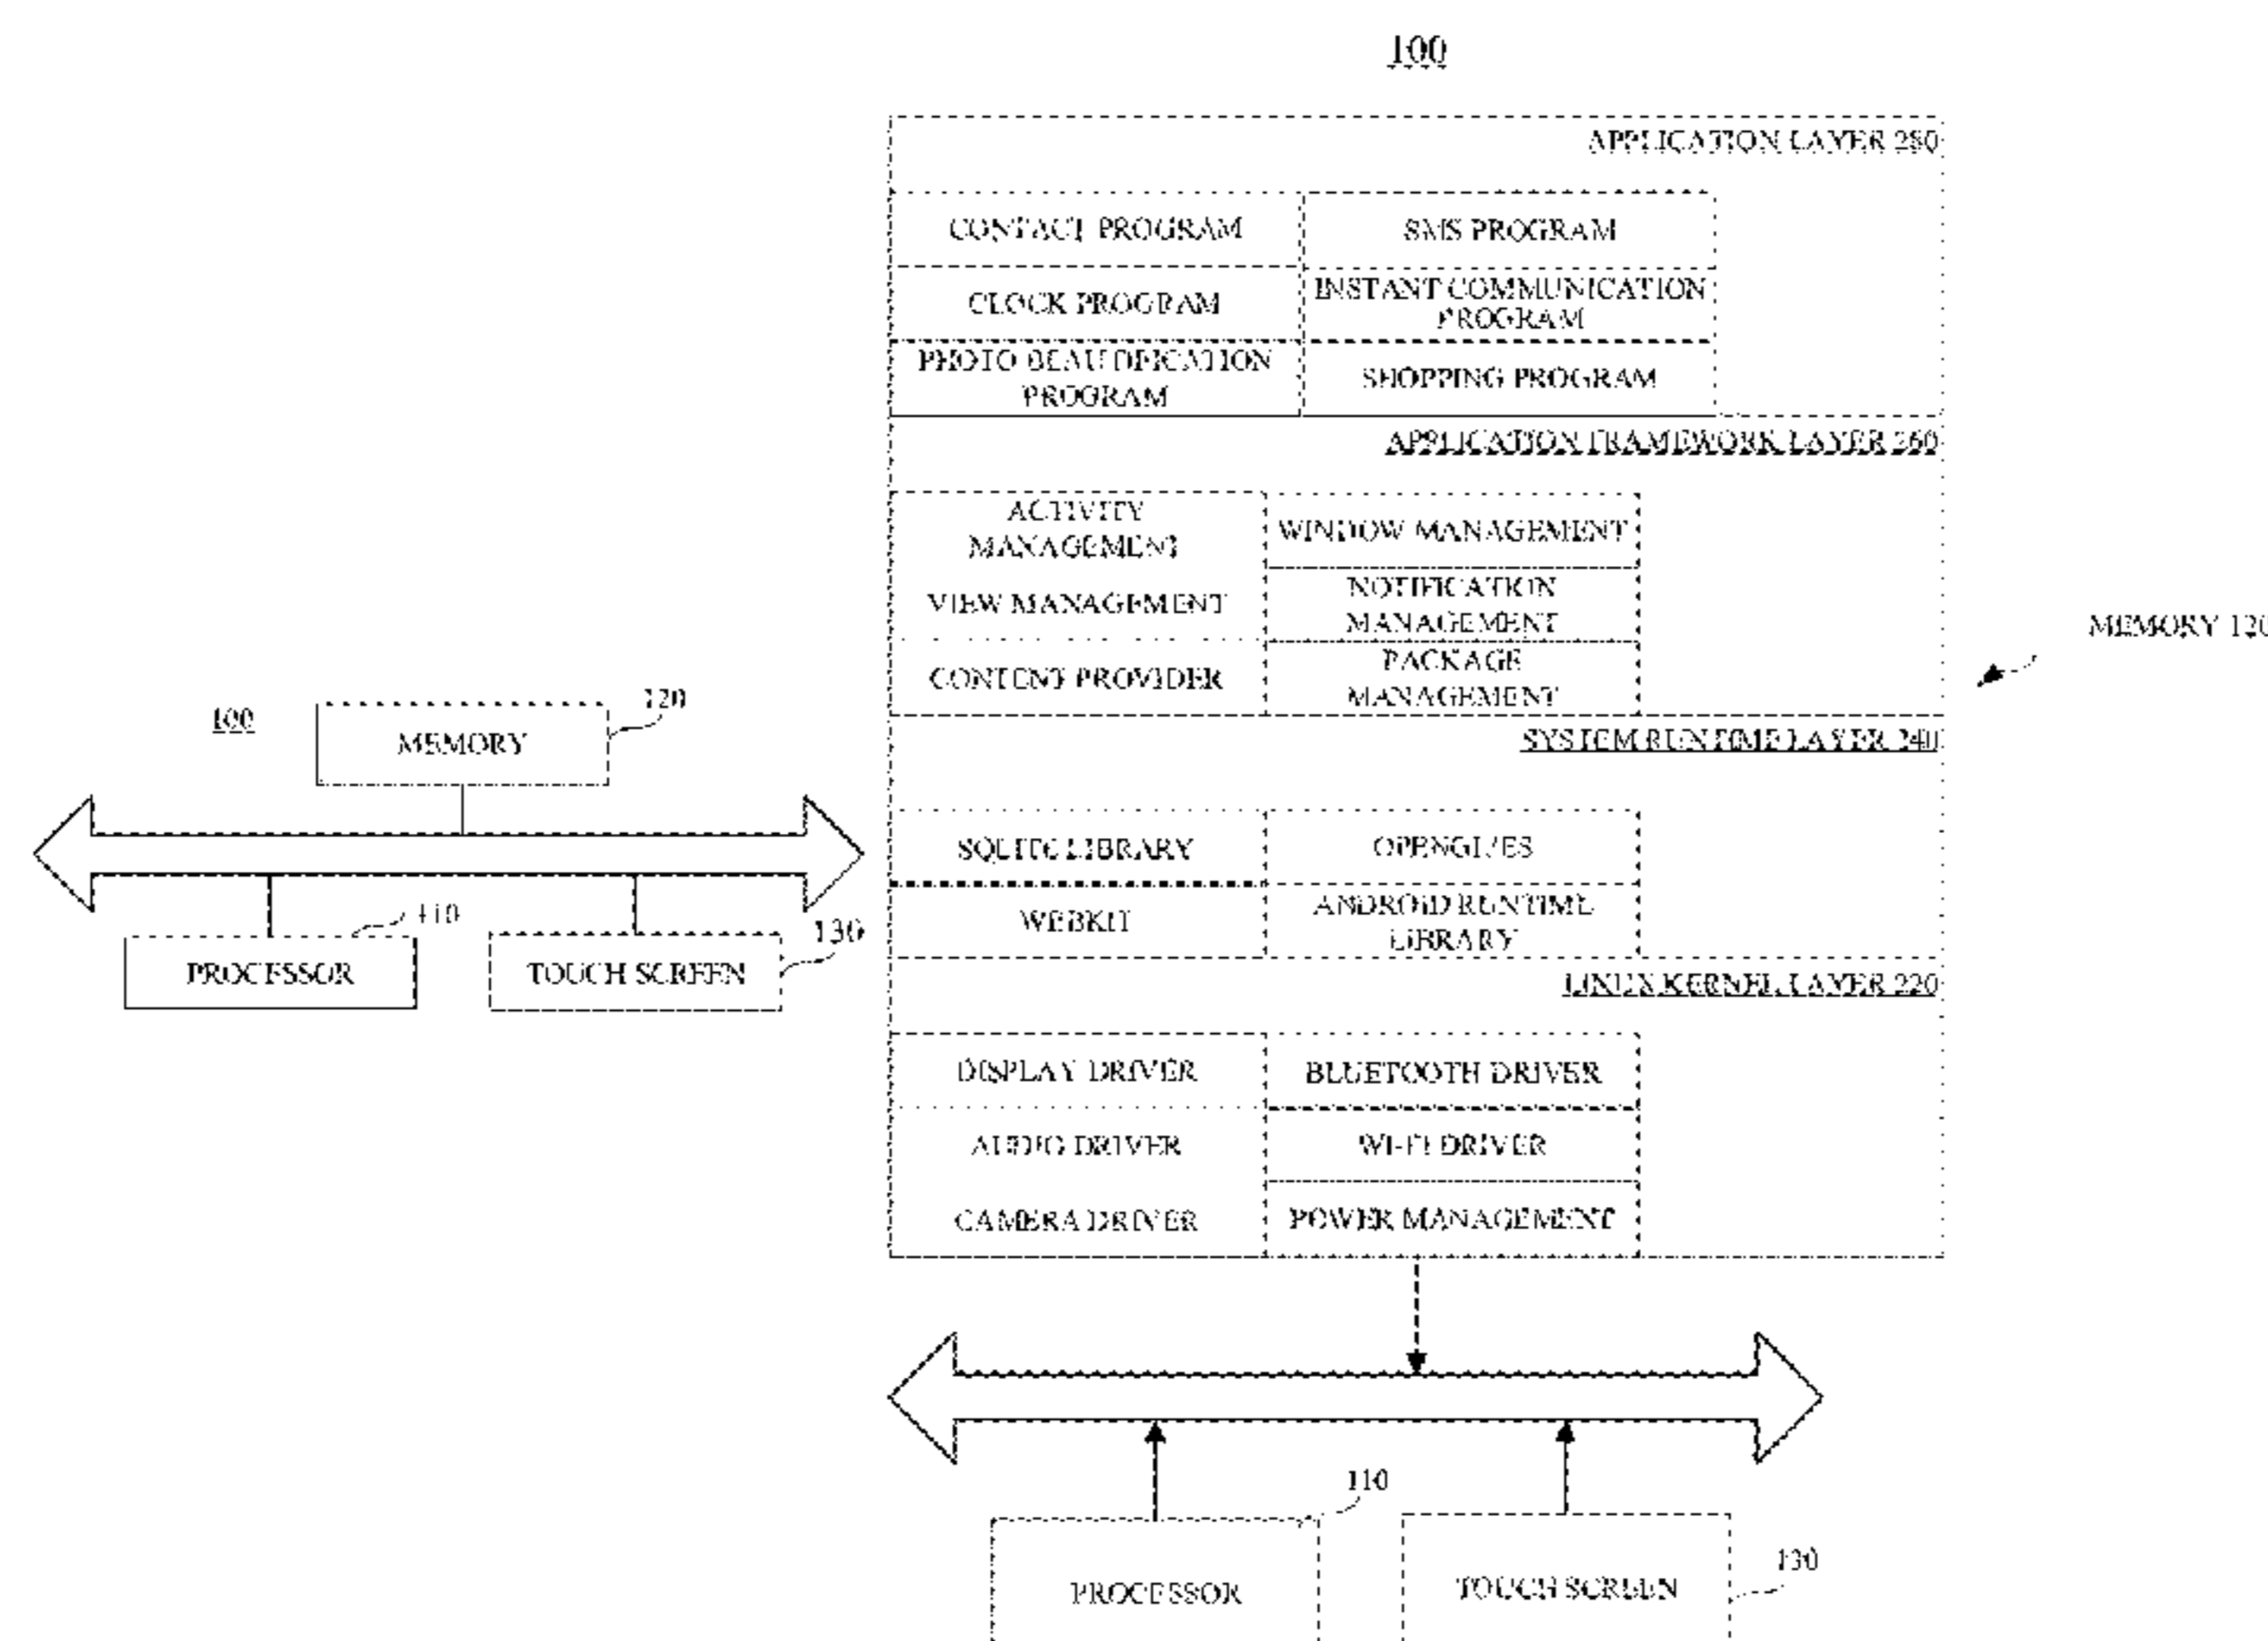 100
APPLICATION LAYER 280
CONTACT PROGRAM
SMS PROGRAM
CLOCK PROGRAM
INSTANT COMMUNICATION
PROGRAM
PHOTO BEAUTIFICATION
PROGRAM
SHOPPING PROGRAM
APPLICATION FRAMEWORK LAYER 260
ACTIVITY
MANAGEMENT
WINDOW MANAGEMENT
VIEW MANAGEMENT
NOTIFICATION
MANAGEMENT
CONTENT PROVIDER
PACKAGE
MANAGEMENT
MEMORY 120
SYSTEM RUNTIME LAYER 240
SQLITE LIBRARY
OPENGL/ES
WEBKIT
ANDROID RUNTIME
LIBRARY
LINUX KERNEL LAYER 220
DISPLAY DRIVER
BLUETOOTH DRIVER
AUDIO DRIVER
WI-FI DRIVER
CAMERA DRIVER
POWER MANAGEMENT
110
PROCESSOR
TOUCH SCREEN
130
100
MEMORY
120
110
PROCESSOR
TOUCH SCREEN
130